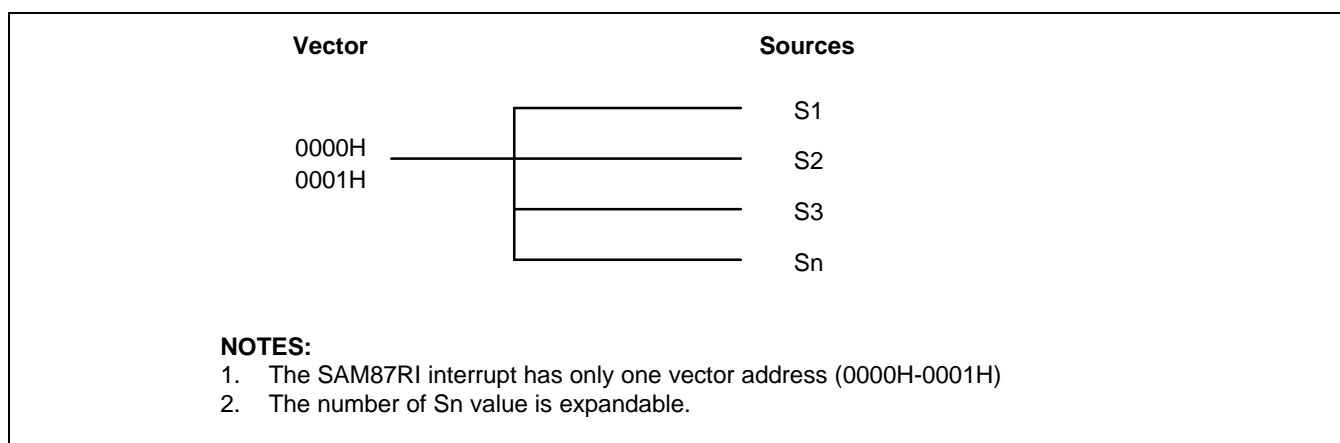 Vector Sources
S1
0000H
S2
0001H
S3
Sn
NOTES:
1. The SAM87RI interrupt has only one vector address (0000H-0001H)
2. The number of Sn value is expandable.